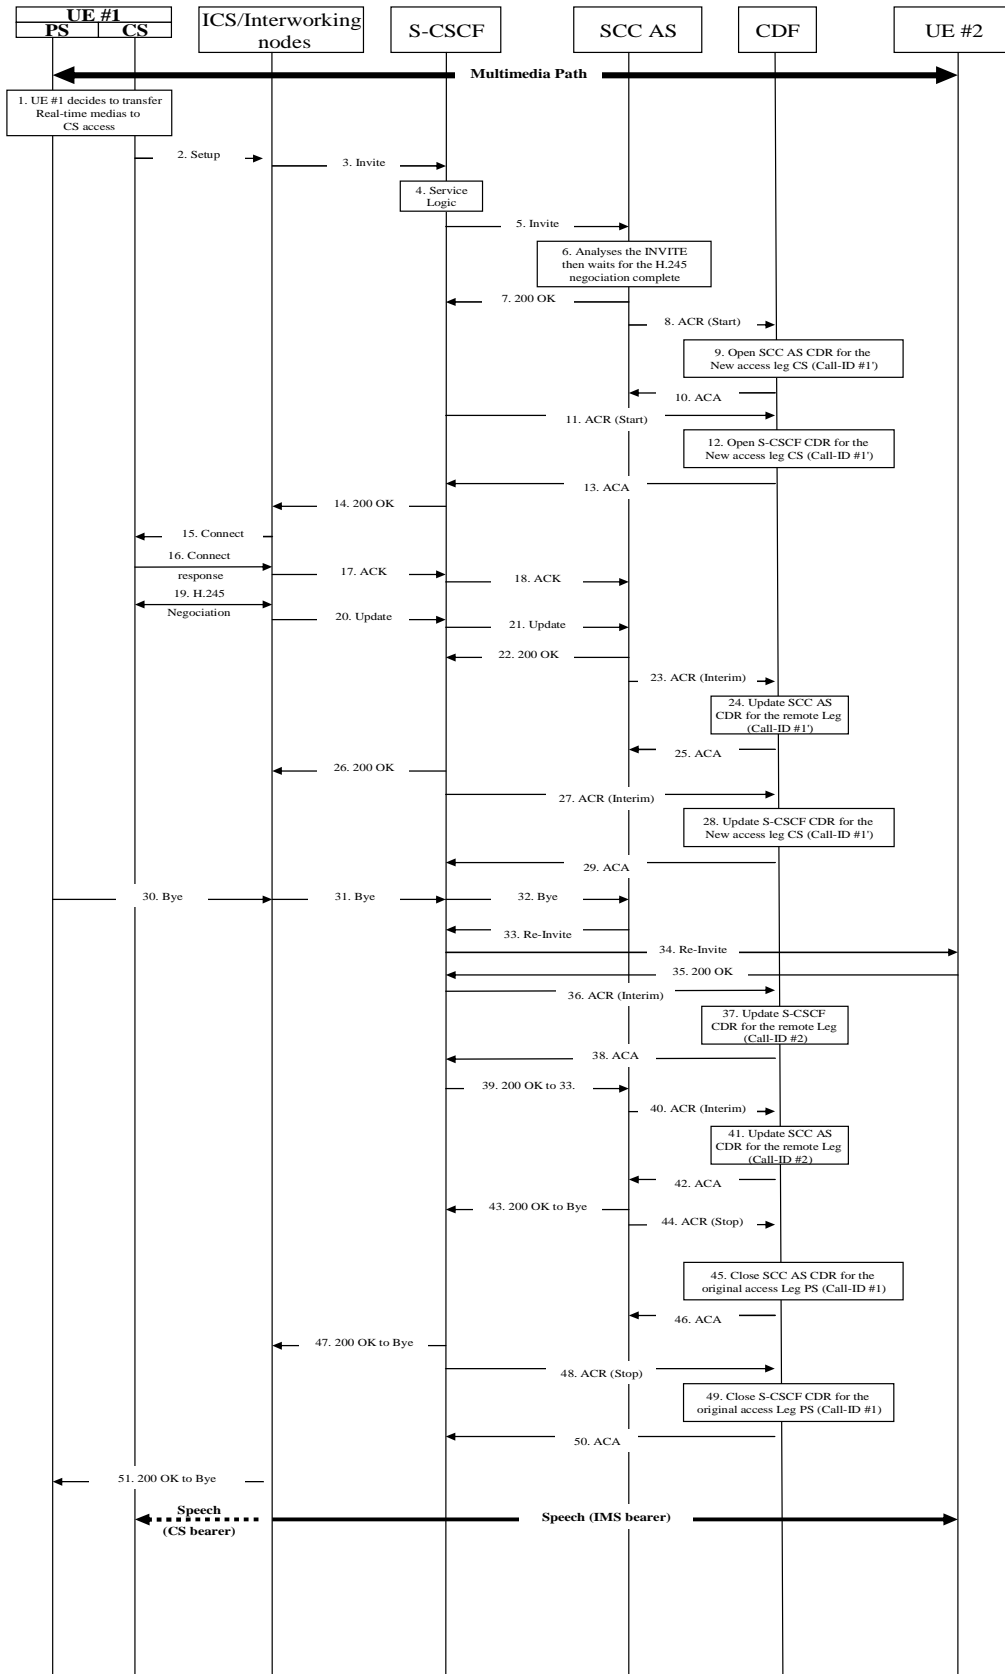 UE #1
PS
CS
ICS/Interworking
nodes
S-CSCF
SCC AS
CDF
UE #2
Multimedia Path
1. UE #1 decides to transfer
Real-time medias to
CS access
2. Setup
3. Invite
4. Service
Logic
5. Invite
6. Analyses the INVITE
then waits for the H.245
negociation complete
7. 200 OK
8. ACR (Start)
9. Open SCC AS CDR for the
New access leg CS (Call-ID #1')
10. ACA
11. ACR (Start)
12. Open S-CSCF CDR for the
New access leg CS (Call-ID #1')
13. ACA
14. 200 OK
15. Connect
16. Connect
response
17. ACK
18. ACK
19. H.245
Negociation
20. Update
21. Update
22. 200 OK
23. ACR (Interim)
24. Update SCC AS
CDR for the remote Leg
(Call-ID #1')
25. ACA
26. 200 OK
27. ACR (Interim)
28. Update S-CSCF CDR for the
New access leg CS (Call-ID #1')
29. ACA
30. Bye
31. Bye
32. Bye
33. Re-Invite
34. Re-Invite
35. 200 OK
36. ACR (Interim)
37. Update S-CSCF
CDR for the remote Leg
(Call-ID #2)
38. ACA
39. 200 OK to 33.
40. ACR (Interim)
41. Update SCC AS
CDR for the remote Leg
(Call-ID #2)
42. ACA
43. 200 OK to Bye
44. ACR (Stop)
45. Close SCC AS CDR for the
original access Leg PS (Call-ID #1)
46. ACA
47. 200 OK to Bye
48. ACR (Stop)
49. Close S-CSCF CDR for the
original access Leg PS (Call-ID #1)
50. ACA
51. 200 OK to Bye
Speech
(CS bearer)
Speech (IMS bearer)